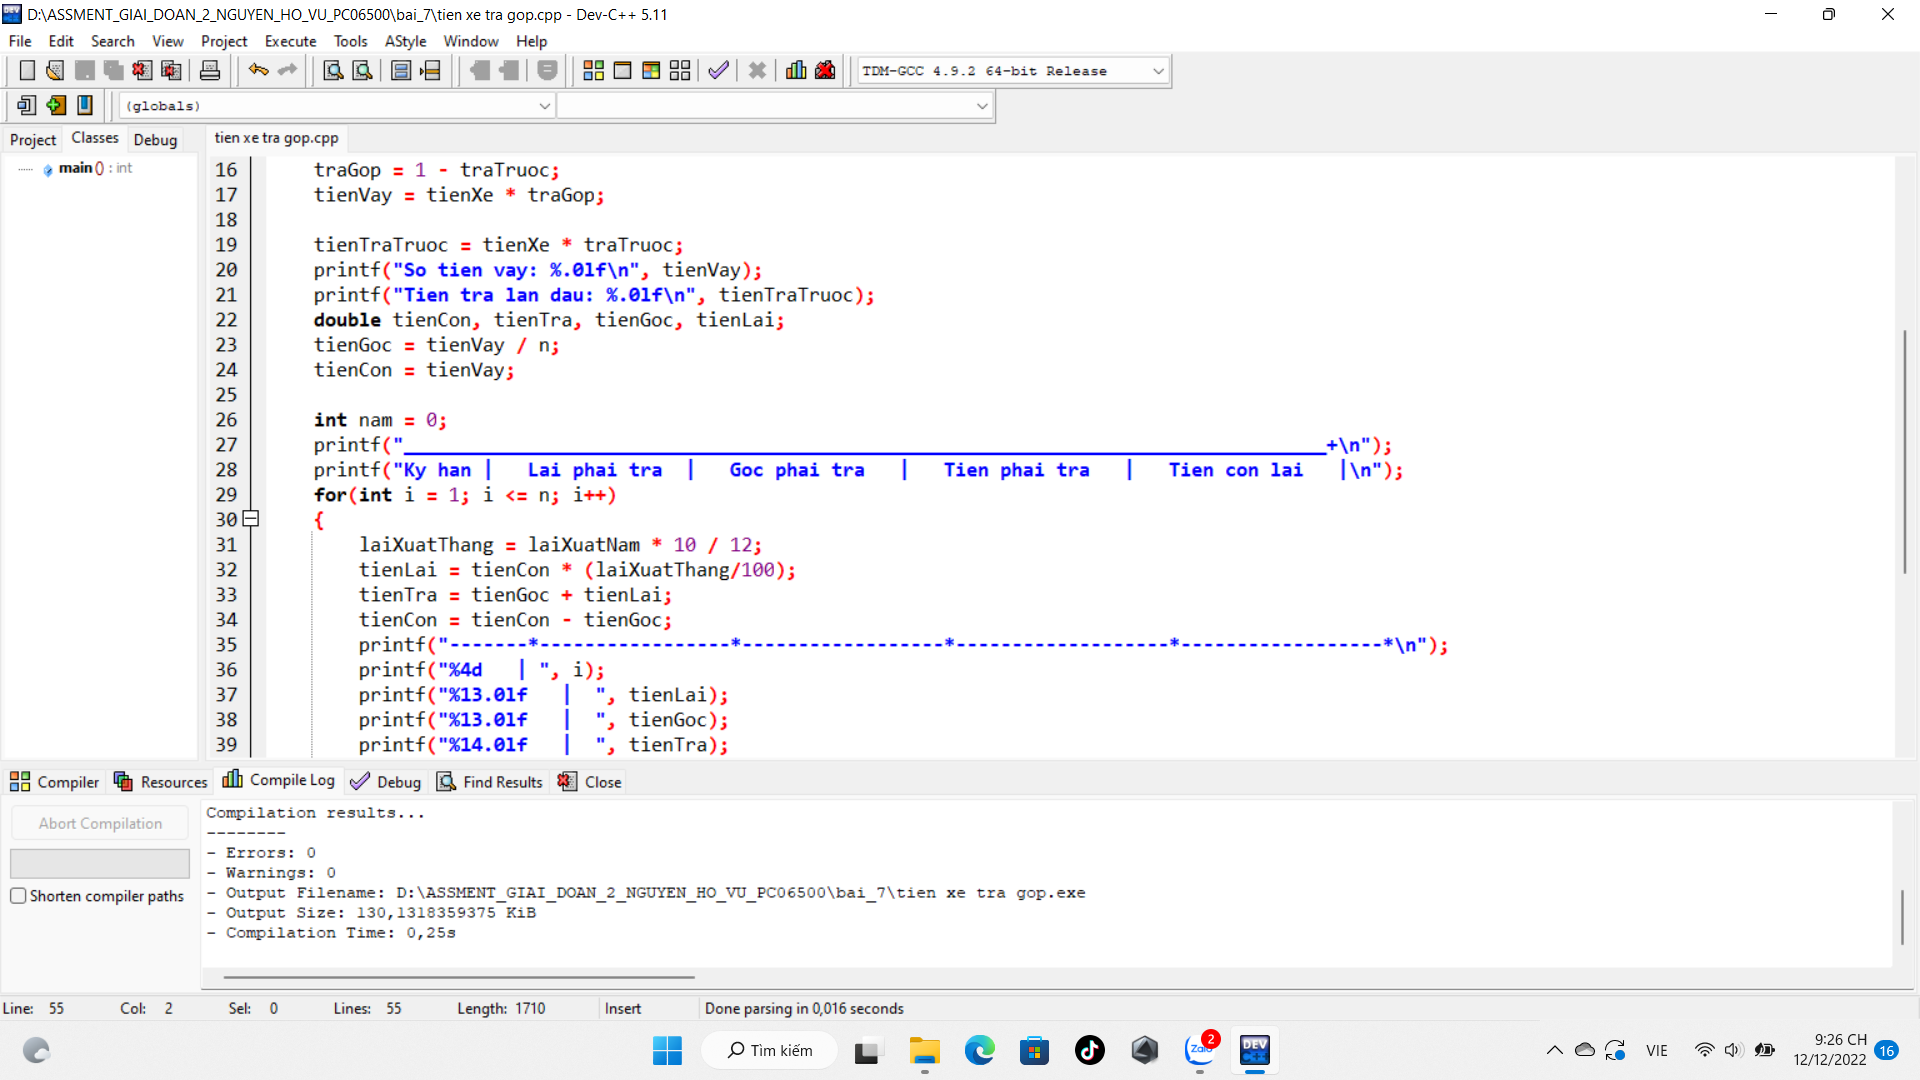 D:\ASSMENT_GIAI_DOAN_2_NGUYEN_HO_VU_PC06500\bai_7\tien xe tra gop.cpp - Dev-C++ 5.11
File Edit Search View Project Execute Tools AStyle Window Help
TDM-GCC 4.9.2 64-bit Release
(globals)
Project Classes Debug
tien xe tra gop.cpp
main() : int
16 traGop = 1 - traTruoc;
17 tienVay = tienXe * traGop;
18
19 tienTraTruoc = tienXe * traTruoc;
20 printf("So tien vay: %.0lf\n", tienVay);
21 printf("Tien tra lan dau: %.0lf\n", tienTraTruoc);
22 double tienCon, tienTra, tienGoc, tienLai;
23 tienGoc = tienVay / n;
24 tienCon = tienVay;
25
26 int nam = 0;
27 printf("__________________________________________________________________________________+\n");
28 printf("Ky han |   Lai phai tra  |   Goc phai tra   |   Tien phai tra   |   Tien con lai   |\n");
29 for(int i = 1; i <= n; i++)
30 {
31 laiXuatThang = laiXuatNam * 10 / 12;
32 tienLai = tienCon * (laiXuatThang/100);
33 tienTra = tienGoc + tienLai;
34 tienCon = tienCon - tienGoc;
35 printf("-------*-----------------*------------------*-------------------*------------------*\n");
36 printf("%4d   | ", i);
37 printf("%13.0lf   |  ", tienLai);
38 printf("%13.0lf   |  ", tienGoc);
39 printf("%14.0lf   |  ", tienTra);
Compiler Resources Compile Log Debug Find Results Close
Abort Compilation
Shorten compiler paths
Compilation results...
--------
- Errors: 0
- Warnings: 0
- Output Filename: D:\ASSMENT_GIAI_DOAN_2_NGUYEN_HO_VU_PC06500\bai_7\tien xe tra gop.exe
- Output Size: 130,1318359375 KiB
- Compilation Time: 0,25s
Line: 55 Col: 2 Sel: 0 Lines: 55 Length: 1710 Insert Done parsing in 0,016 seconds
Tìm kiếm
Zalo
2
DEV
VIE
9:26 CH
12/12/2022
16